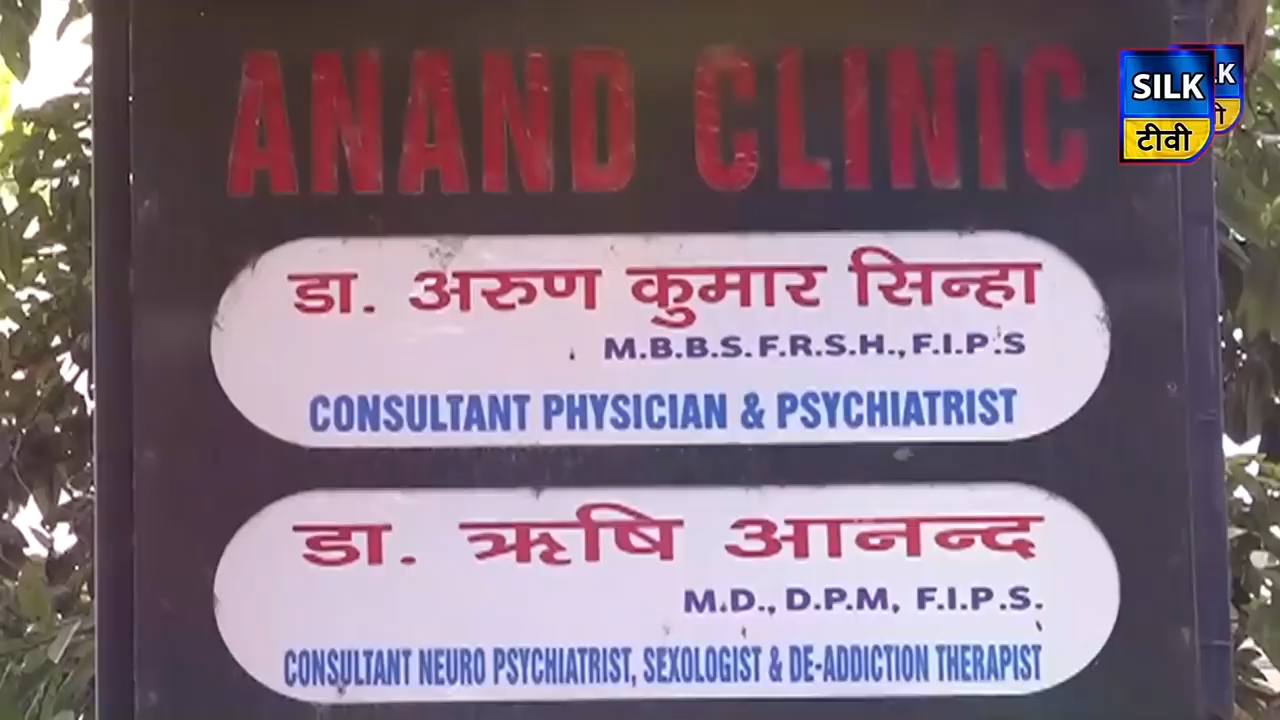 ANAND CLINIC
SILK
टीवी
डा. अरुण कुमार सिन्हा
M.B.B.S. F.R.S.H., F.I.P.S
CONSULTANT PHYSICIAN & PSYCHIATRIST
डा. ऋषि आनन्द
M.D., D.P.M, F.I.P.S.
CONSULTANT NEURO PSYCHIATRIST, SEXOLOGIST & DE-ADDICTION THERAPIST